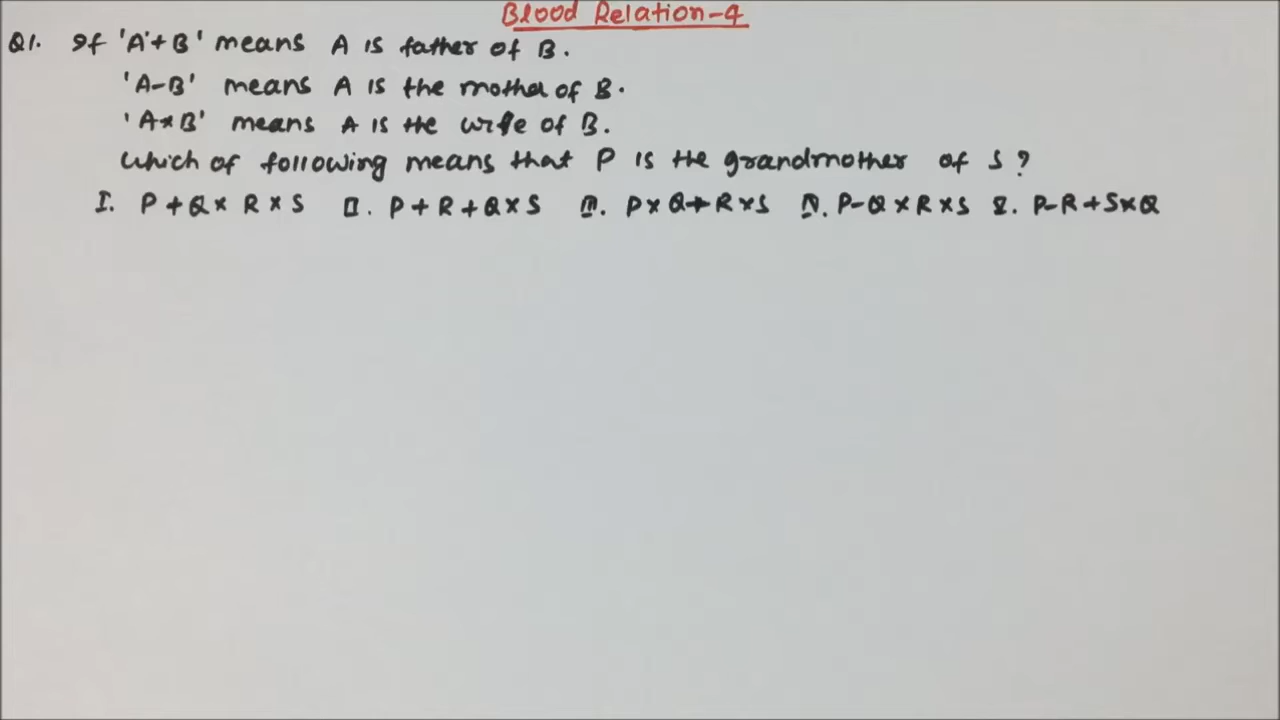 Blood Relation-4
Q1. If 'A+B' means A is father of B.
'A-B' means A is the mother of B.
'A×B' means A is the wife of B.
Which of following means that P is the grandmother of S?
I. P+Q×R×S II. P+R+Q×S III. P×Q+R×S IV. P-Q×R×S V. P-R+S×Q